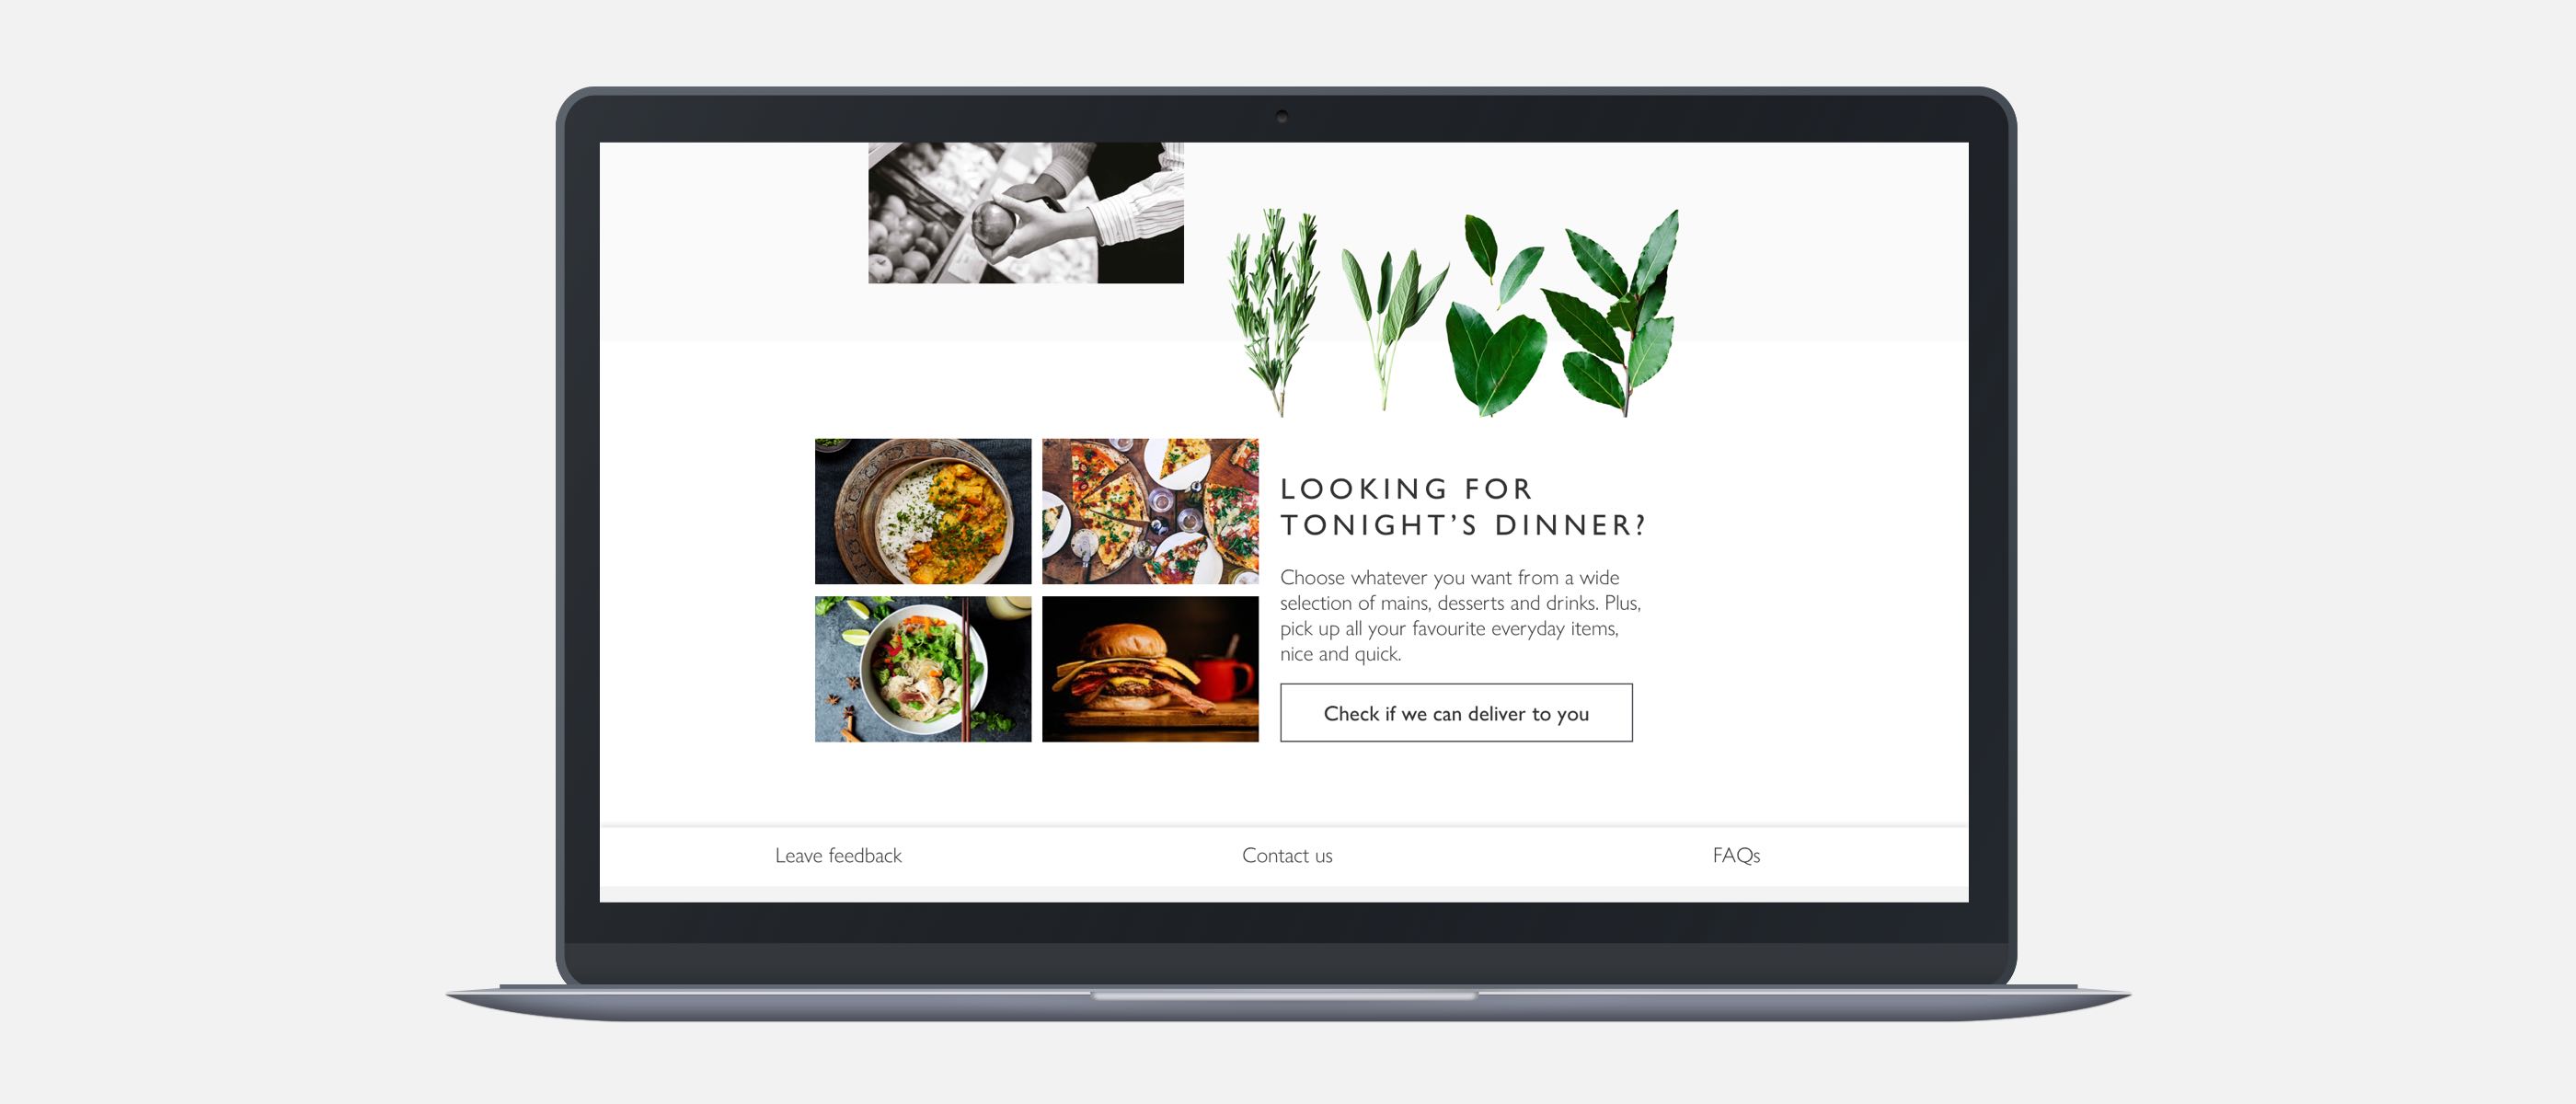 LOOKING FOR
TONIGHT’S DINNER?
Choose whatever you want from a wide
selection of mains, desserts and drinks. Plus,
pick up all your favourite everyday items,
nice and quick.
Check if we can deliver to you
Leave feedback
Contact us
FAQs